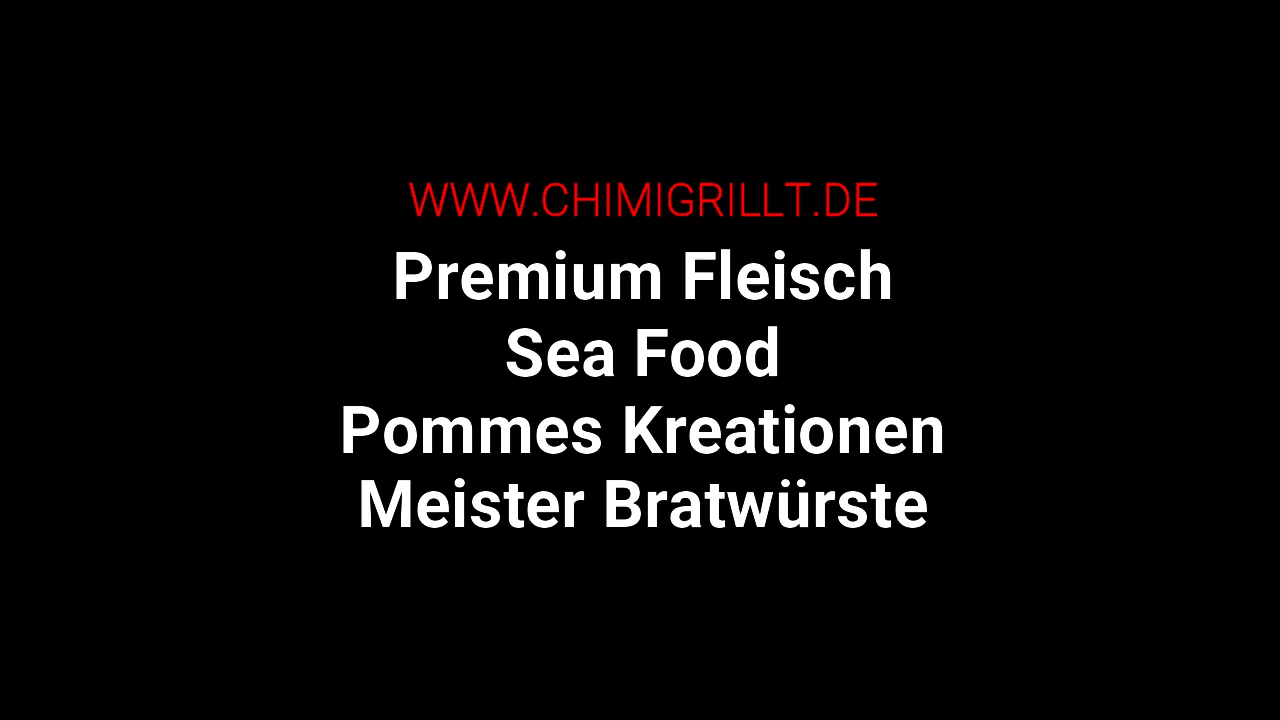 WWW.CHIMIGRILLT.DE
Premium Fleisch
Sea Food
Pommes Kreationen
Meister Bratwürste